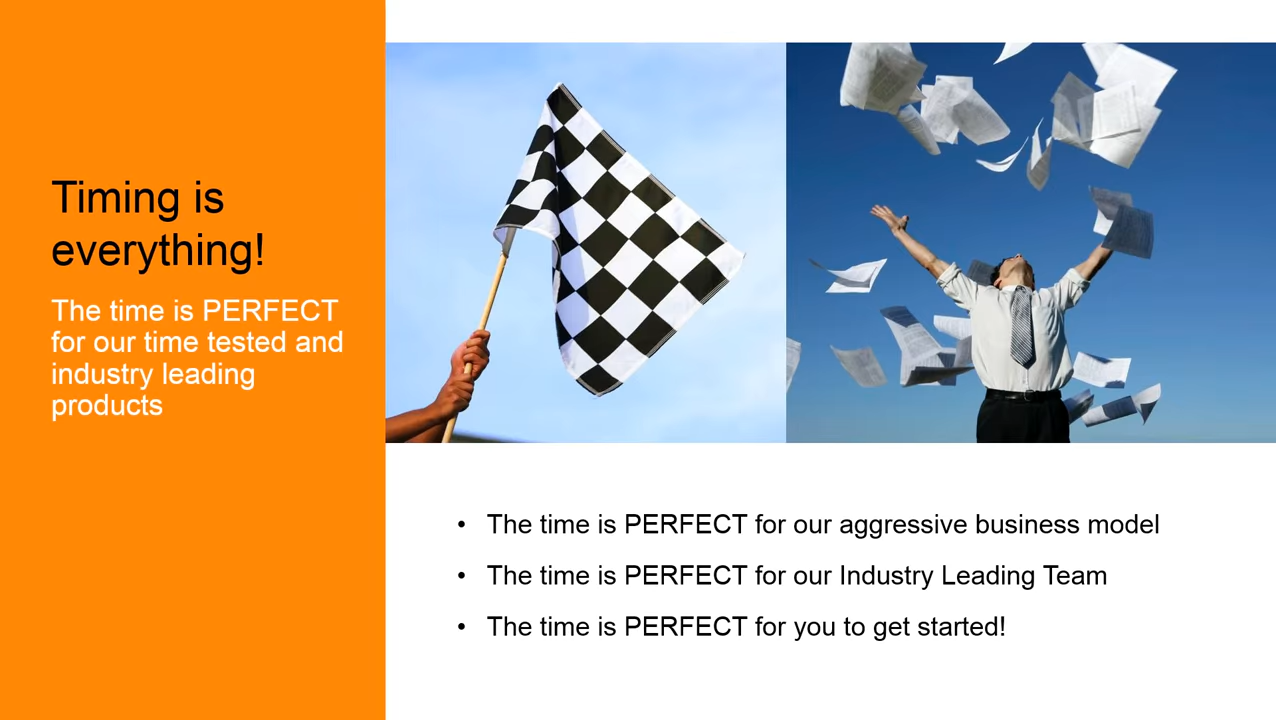 Timing is
everything!
The time is PERFECT
for our time tested and
industry leading
products
• The time is PERFECT for our aggressive business model
• The time is PERFECT for our Industry Leading Team
• The time is PERFECT for you to get started!